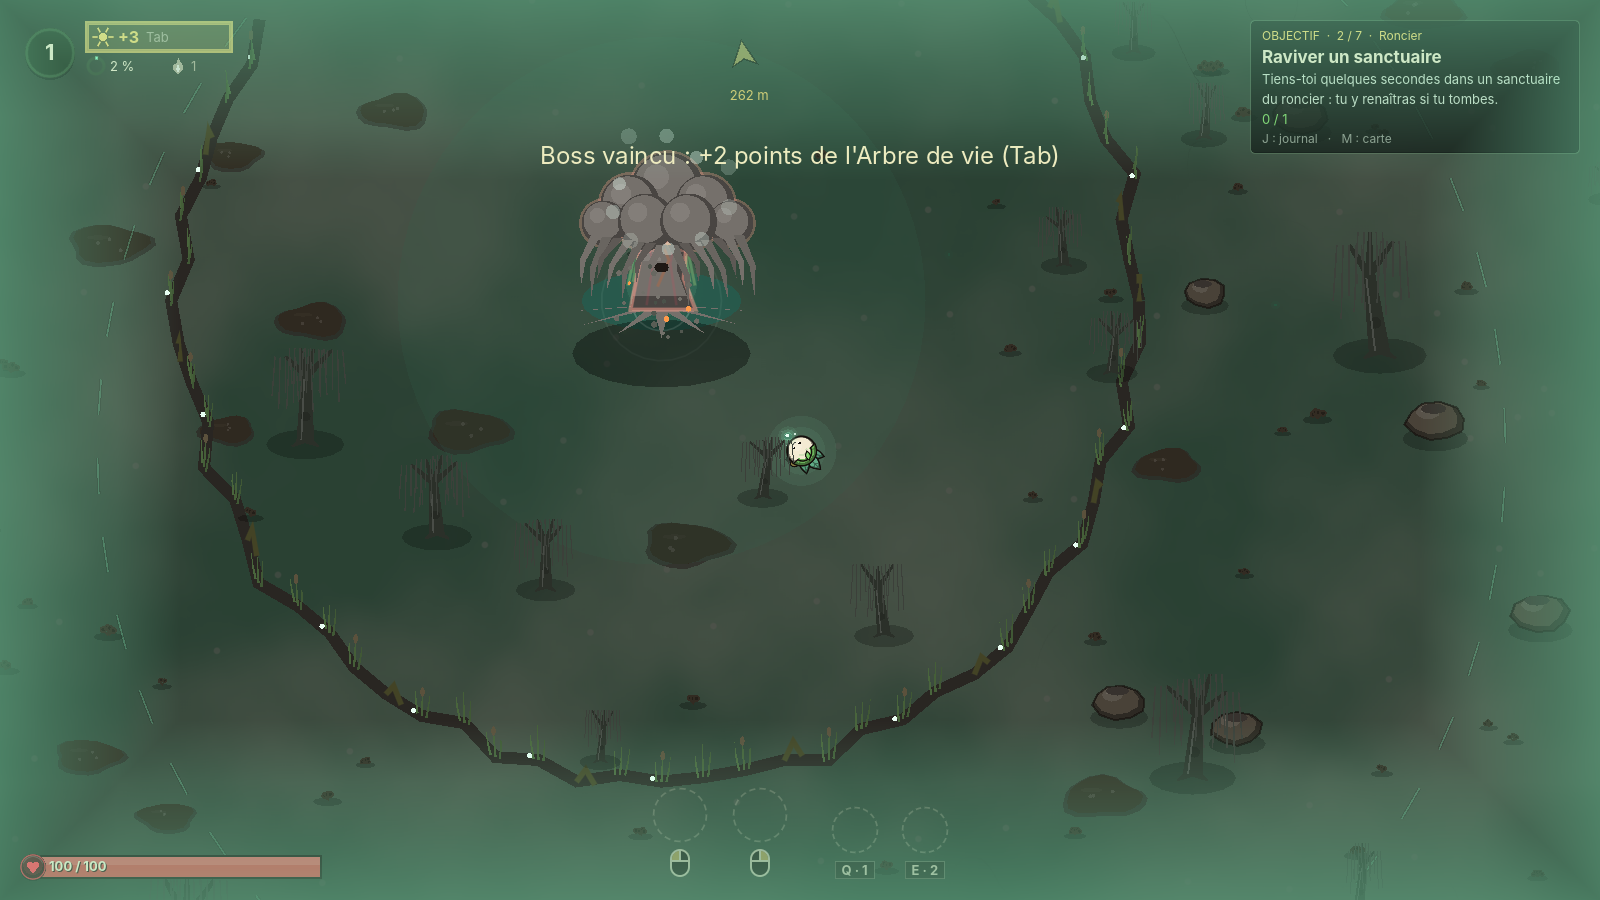 1
+3 Tab
2 %
1
262 m
Boss vaincu : +2 points de l'Arbre de vie (Tab)
OBJECTIF · 2 / 7 · Roncier
Raviver un sanctuaire
Tiens-toi quelques secondes dans un sanctuaire
du roncier : tu y renaîtras si tu tombes.
0 / 1
J : journal · M : carte
100 / 100
Q · 1
E · 2